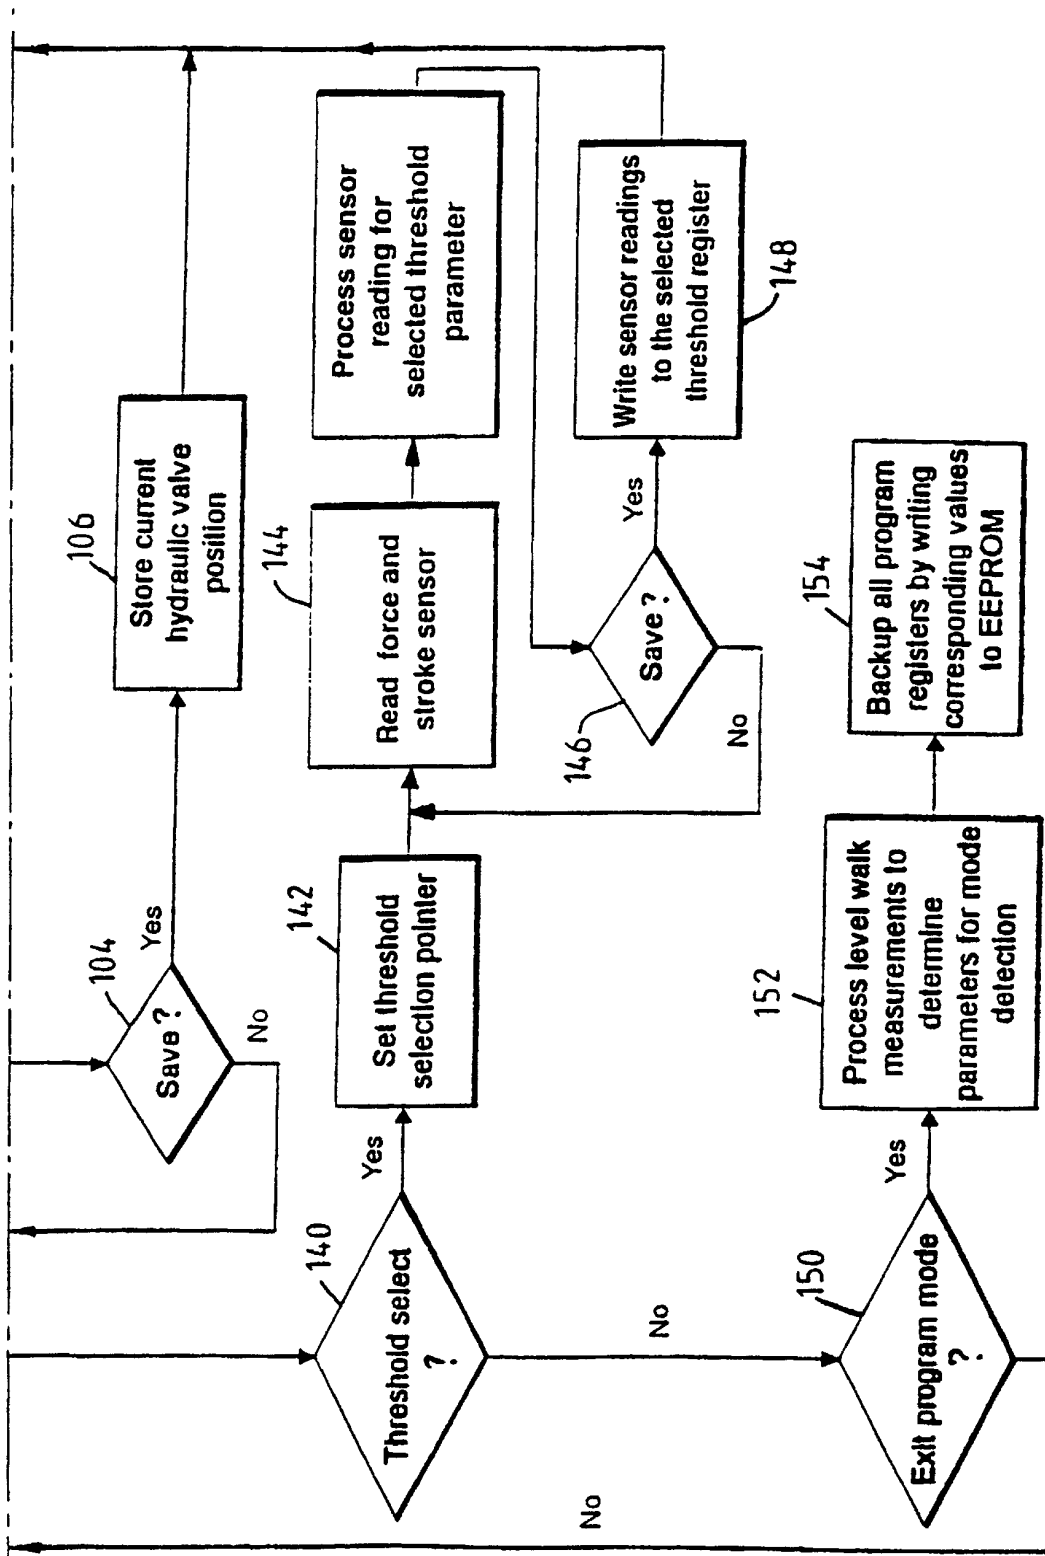 104
Save ?
Yes
No
106
Store current
hydraulic valve
position
140
Threshold select
?
Yes
No
142
Set threshold
selection pointer
144
Read force and
stroke sensor
Process sensor
reading for
selected threshold
parameter
146
Save ?
Yes
No
Write sensor readings
to the selected
threshold register
148
150
Exit program mode
?
Yes
No
152
Process level walk
measurements to
determine
parameters for mode
detection
154
Backup all program
registers by writing
corresponding values
to EEPROM